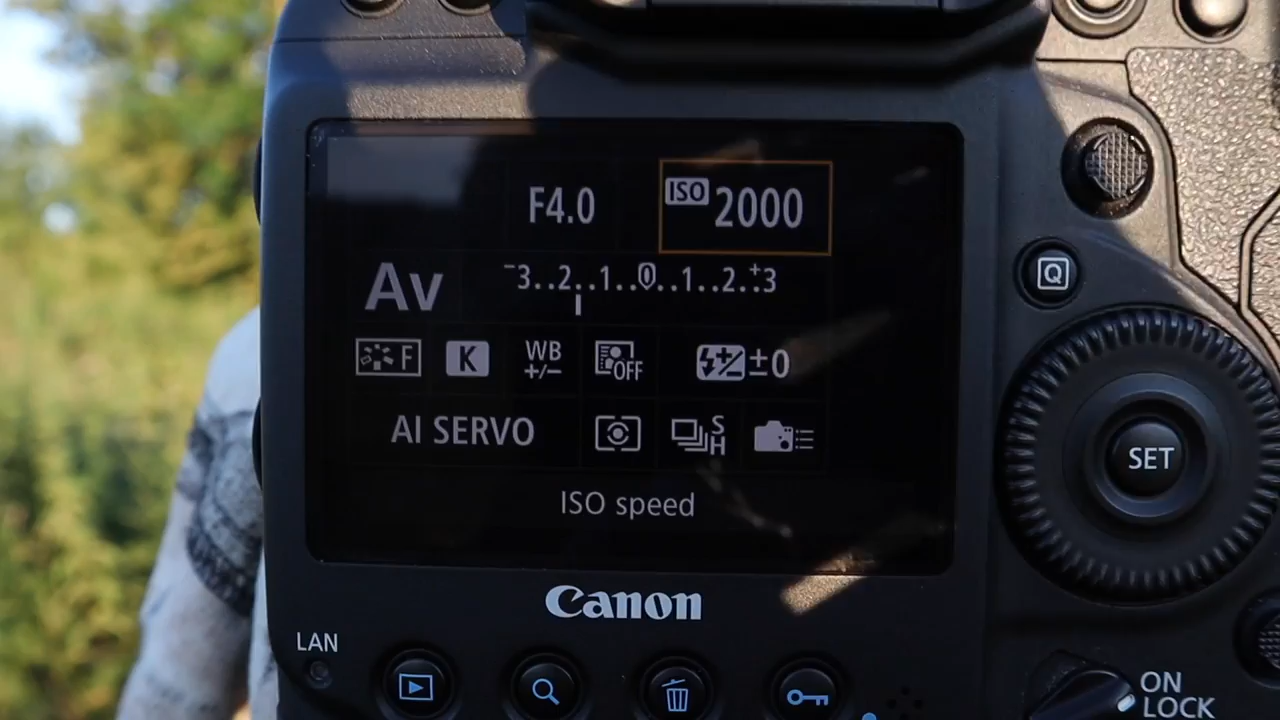 F4.0
ISO 2000
Av
-3..2..1..0..1..2..+3
F
K
WB
+/-
OFF
±0
AI SERVO
S
H
ISO speed
Canon
LAN
Q
SET
ON
LOCK